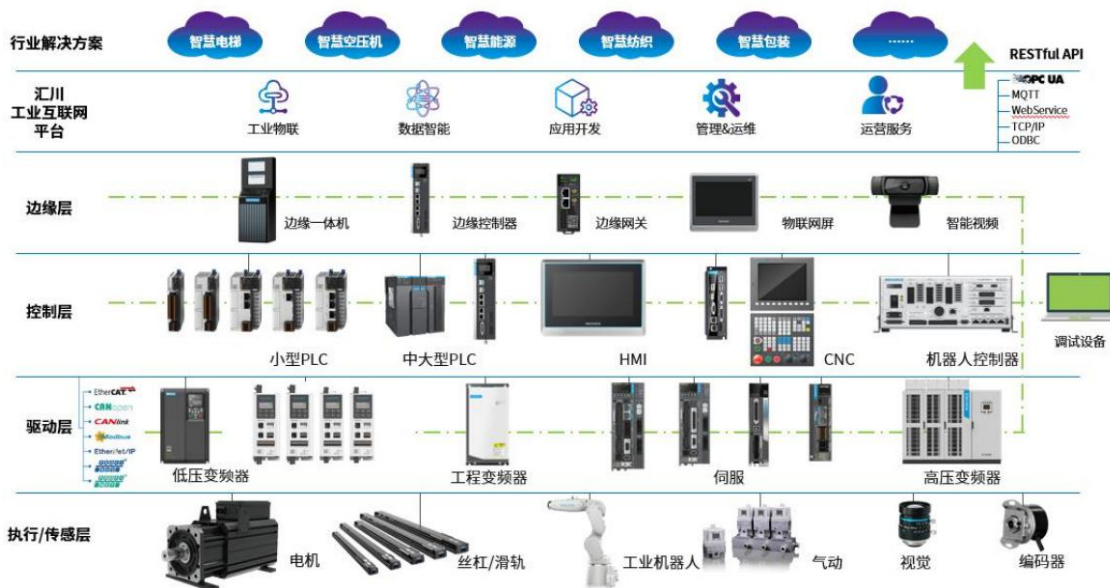 行业解决方案
智慧电梯
智慧空压机
智慧能源
智慧纺织
智慧包装
……
RESTful API
汇川
工业互联网
平台
工业物联
数据智能
应用开发
管理&运维
运营服务
OPC UA
MQTT
WebService
TCP/IP
ODBC
边缘层
边缘一体机
边缘控制器
边缘网关
物联网屏
智能视频
控制层
小型PLC
中大型PLC
HMI
CNC
机器人控制器
调试设备
驱动层
EtherCAT
CANopen
CANlink
Modbus
EtherNet/IP
低压变频器
工程变频器
伺服
高压变频器
执行/传感层
电机
丝杠/滑轨
工业机器人
气动
视觉
编码器